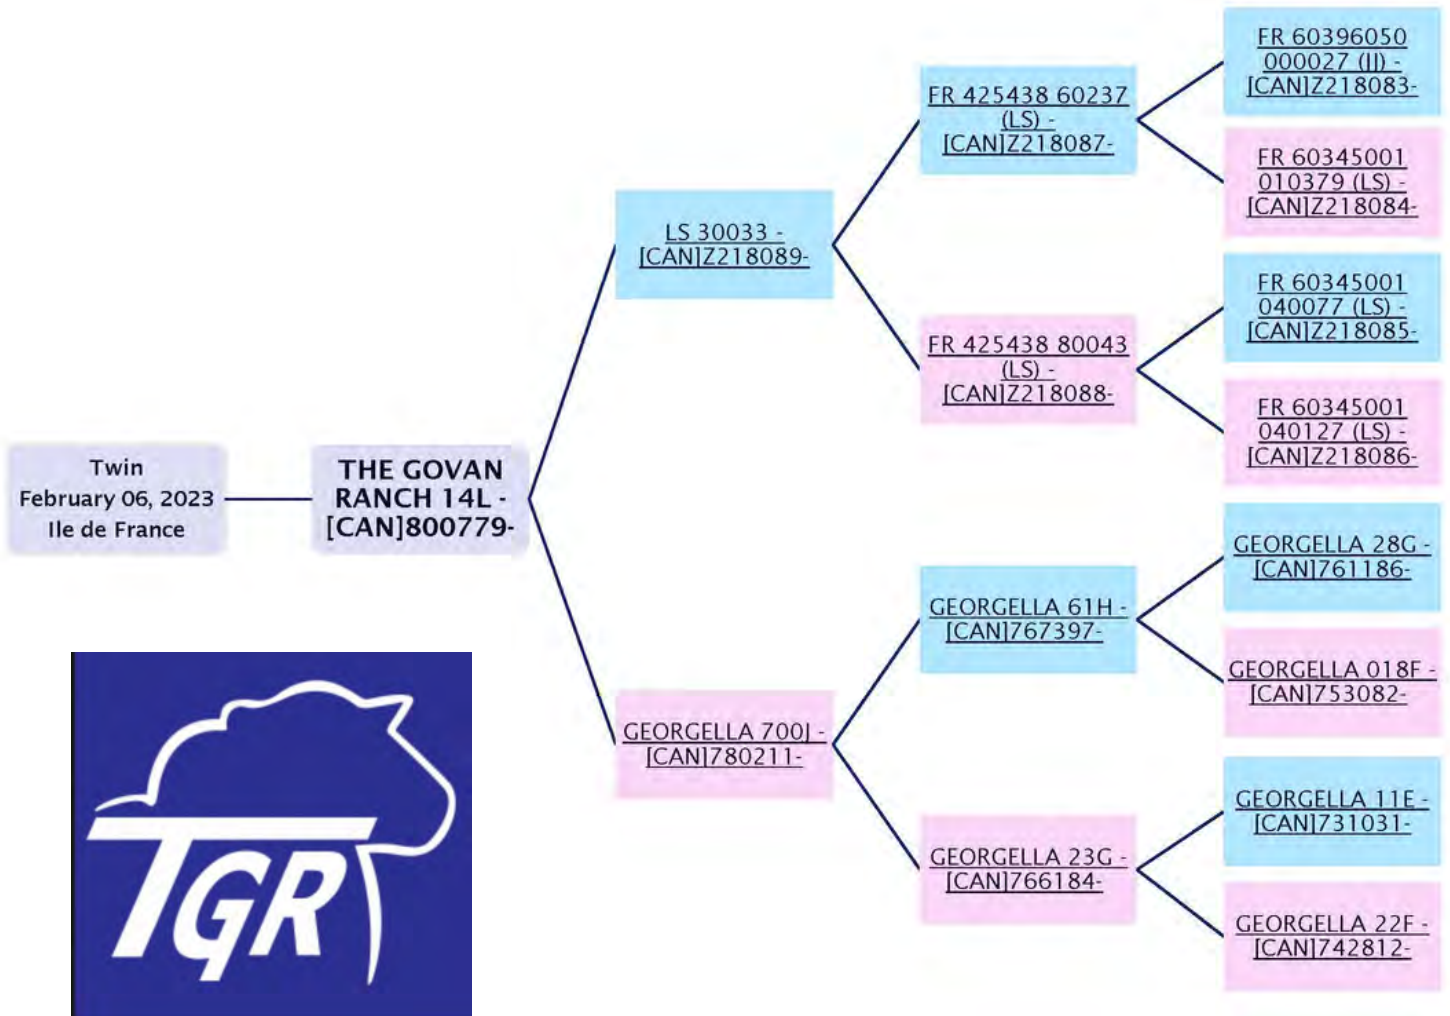 Twin
February 06, 2023
Ile de France
THE GOVAN
RANCH 14L -
[CAN]800779-
LS 30033 -
[CAN]Z218089-
GEORGELLA 700J -
[CAN]780211-
FR 425438 60237
(LS) -
[CAN]Z218087-
FR 425438 80043
(LS) -
[CAN]Z218088-
GEORGELLA 61H -
[CAN]767397-
GEORGELLA 23G -
[CAN]766184-
FR 60396050
000027 (JJ) -
[CAN]Z218083-
FR 60345001
010379 (LS) -
[CAN]Z218084-
FR 60345001
040077 (LS) -
[CAN]Z218085-
FR 60345001
040127 (LS) -
[CAN]Z218086-
GEORGELLA 28G -
[CAN]761186-
GEORGELLA 018F -
[CAN]753082-
GEORGELLA 11E -
[CAN]731031-
GEORGELLA 22F -
[CAN]742812-
TGR